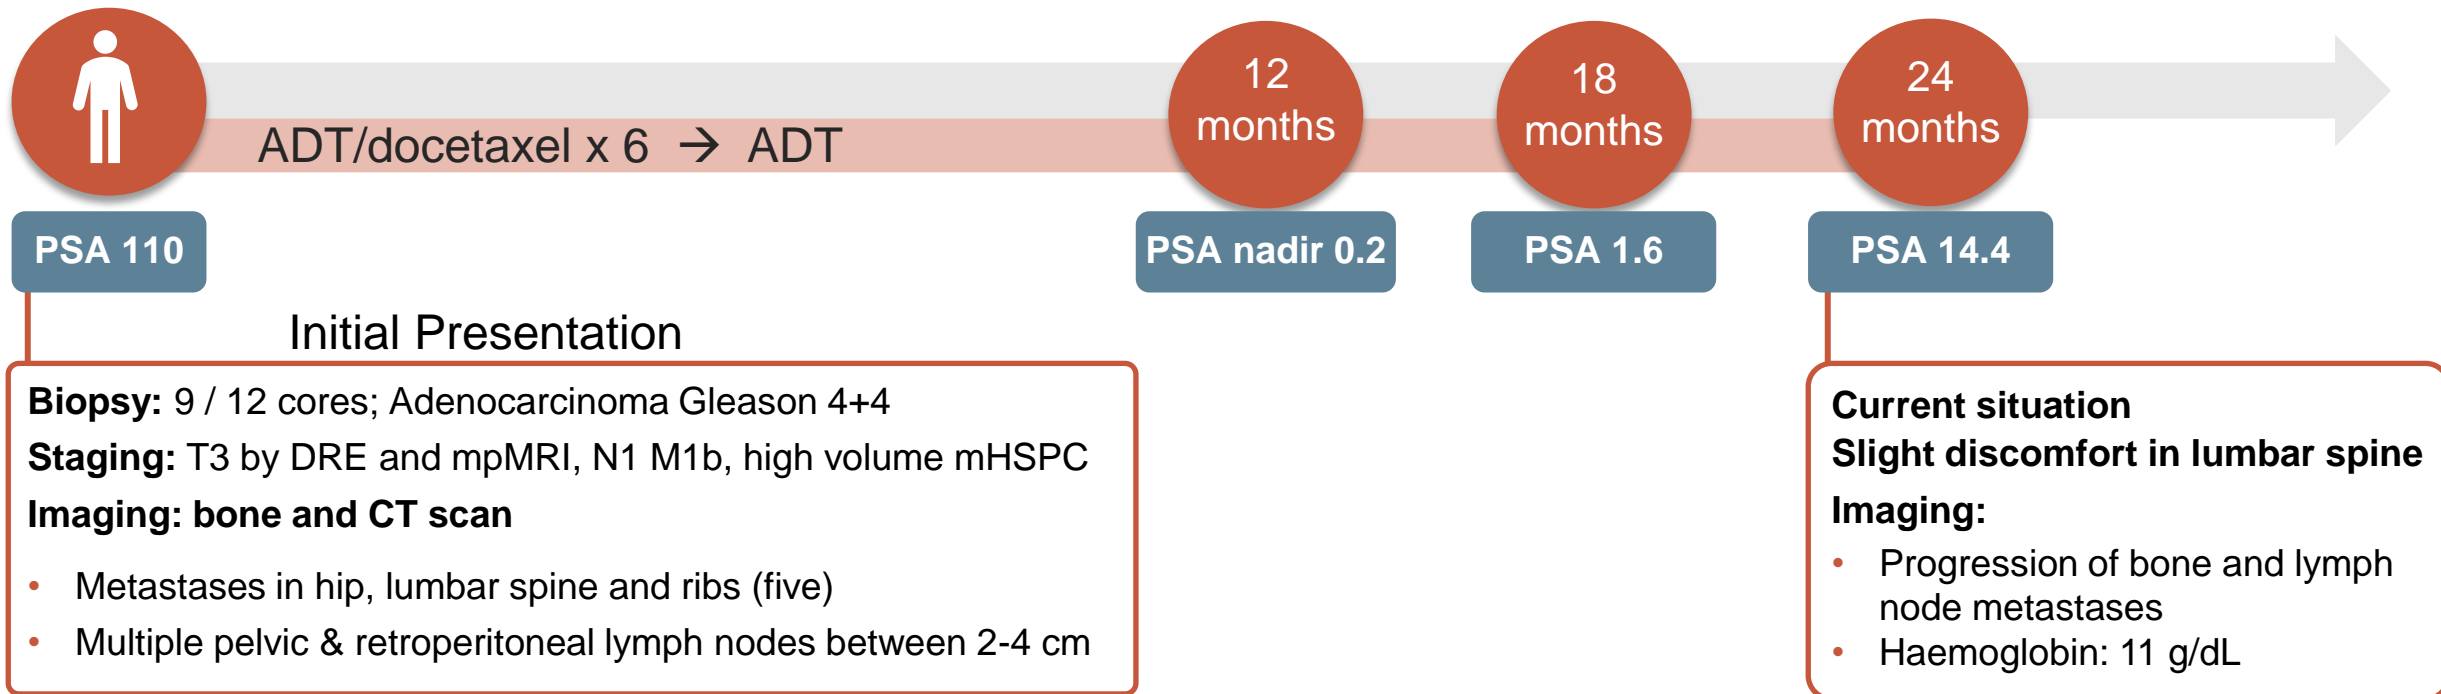 12
months
18
months
24
months
ADT/docetaxel x 6 → ADT
PSA 110
PSA nadir 0.2
PSA 1.6
PSA 14.4
Initial Presentation
Biopsy: 9 / 12 cores; Adenocarcinoma Gleason 4+4
Staging: T3 by DRE and mpMRI, N1 M1b, high volume mHSPC
Imaging: bone and CT scan
• Metastases in hip, lumbar spine and ribs (five)
• Multiple pelvic & retroperitoneal lymph nodes between 2-4 cm
Current situation
Slight discomfort in lumbar spine
Imaging:
• Progression of bone and lymph
node metastases
• Haemoglobin: 11 g/dL